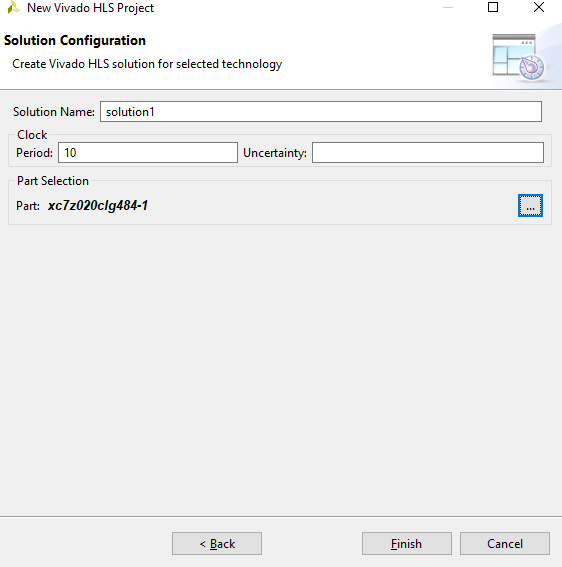 New Vivado HLS Project
Solution Configuration
Create Vivado HLS solution for selected technology
Solution Name: solution1
Clock
Period: 10 Uncertainty:
Part Selection
Part: xc7z020clg484-1 ...
< Back Finish Cancel